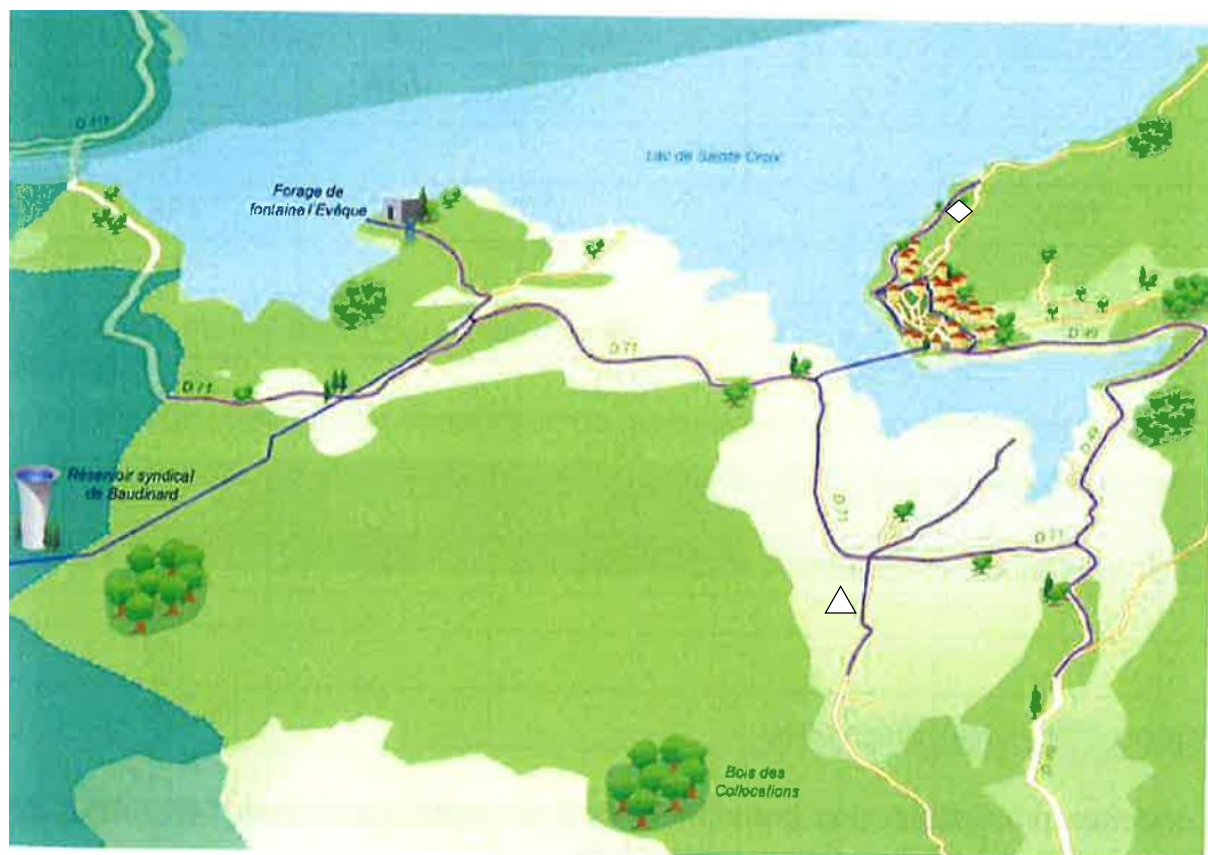 Lac de Sainte Croix
Forage de
fontaine l'Evêque
D 49
D 71
D 71
Réservoir syndical
de Baudinard
D 49
D 71
D 71
Bois des
Collocations